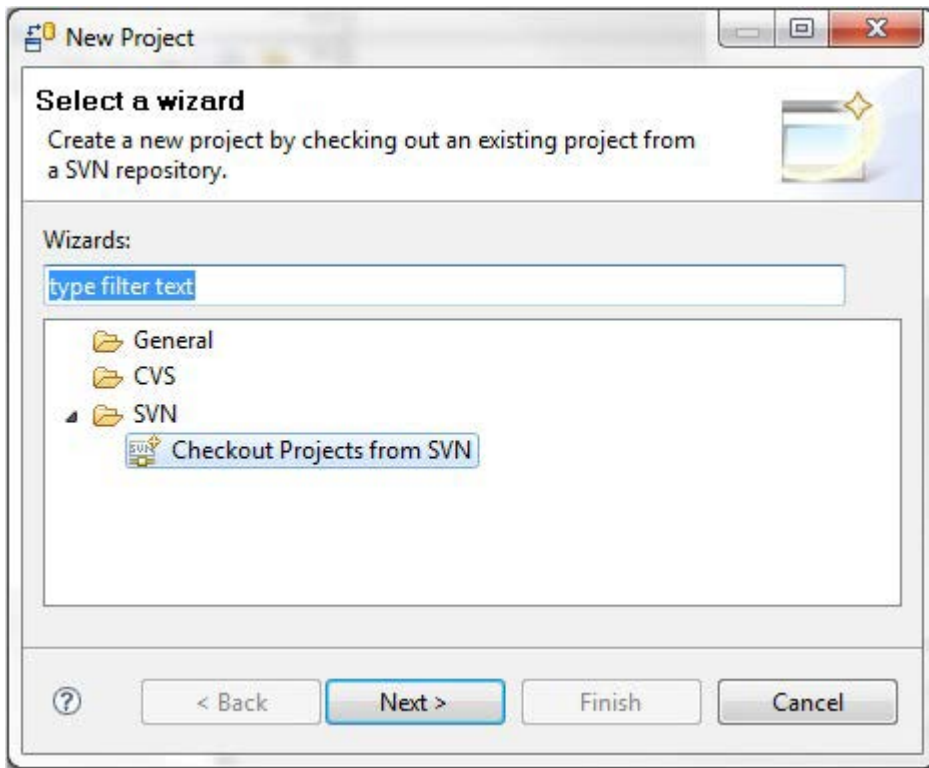 New Project
Select a wizard
Create a new project by checking out an existing project from
a SVN repository.
Wizards:
type filter text
General
CVS
SVN
SVN Checkout Projects from SVN
? < Back Next > Finish Cancel